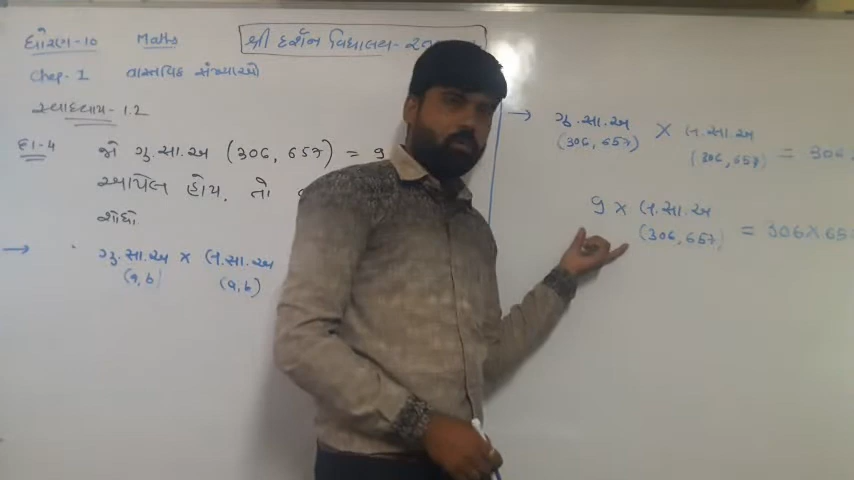 ધોરણ-10 Maths શ્રી દર્શન વિદ્યાલય-
Chep-1 વાસ્તવિક સંખ્યાઓ
સ્વાધ્યાય-1.2
દા-4 જો ગુ.સા.અ (306, 657) = 9
આપેલ હોય. તો
શોધો
→ ગુ.સા.અ × લ.સા.અ
(a,b) (a,b)
→ ગુ.સા.અ × લ.સા.અ
(306,657) (306,657) = 306
9 × લ.સા.અ
(306,657) = 306×65